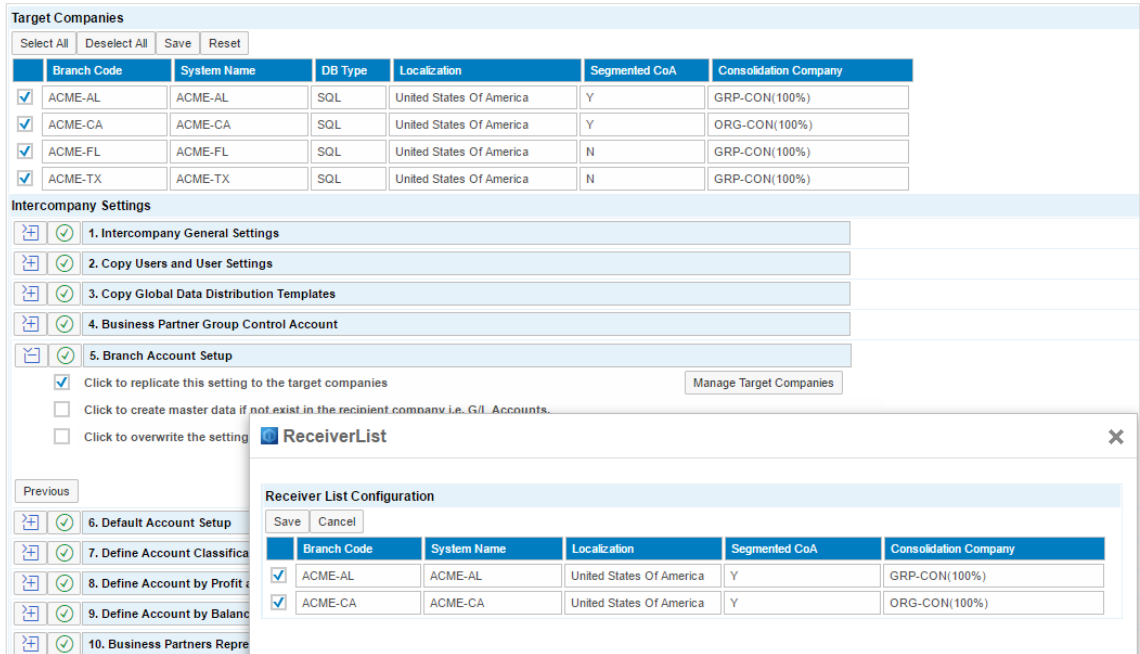 Target Companies
Select All Deselect All Save Reset
Branch Code System Name DB Type Localization Segmented CoA Consolidation Company
ACME-AL ACME-AL SQL United States Of America Y GRP-CON(100%)
ACME-CA ACME-CA SQL United States Of America Y ORG-CON(100%)
ACME-FL ACME-FL SQL United States Of America N GRP-CON(100%)
ACME-TX ACME-TX SQL United States Of America N GRP-CON(100%)
Intercompany Settings
1. Intercompany General Settings
2. Copy Users and User Settings
3. Copy Global Data Distribution Templates
4. Business Partner Group Control Account
5. Branch Account Setup
Click to replicate this setting to the target companies Manage Target Companies
Click to create master data if not exist in the recipient company i.e. G/L Accounts.
Click to overwrite the setting
Previous
6. Default Account Setup
7. Define Account Classifica
8. Define Account by Profit a
9. Define Account by Balanc
10. Business Partners Repre
ReceiverList
Receiver List Configuration
Save Cancel
Branch Code System Name Localization Segmented CoA Consolidation Company
ACME-AL ACME-AL United States Of America Y GRP-CON(100%)
ACME-CA ACME-CA United States Of America Y ORG-CON(100%)